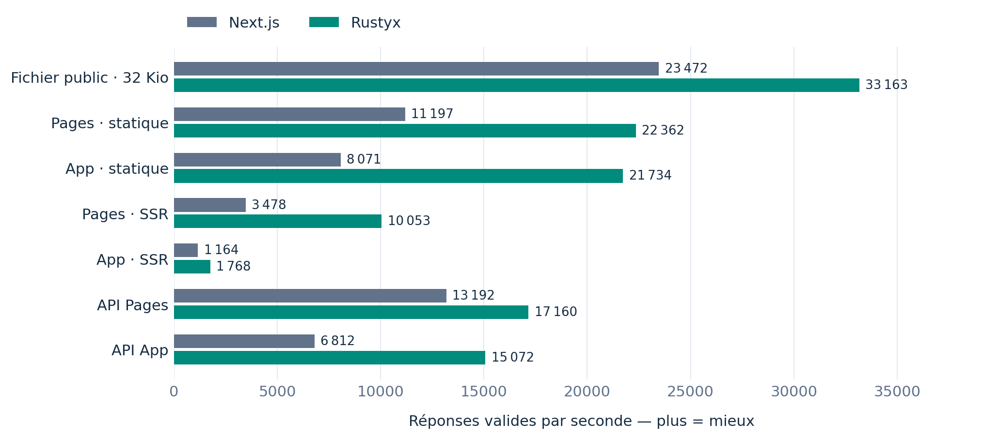 Next.js Rustyx
Fichier public · 32 Kio
23 472
33 163
Pages · statique
11 197
22 362
App · statique
8 071
21 734
Pages · SSR
3 478
10 053
App · SSR
1 164
1 768
API Pages
13 192
17 160
API App
6 812
15 072
0 5000 10000 15000 20000 25000 30000 35000
Réponses valides par seconde — plus = mieux